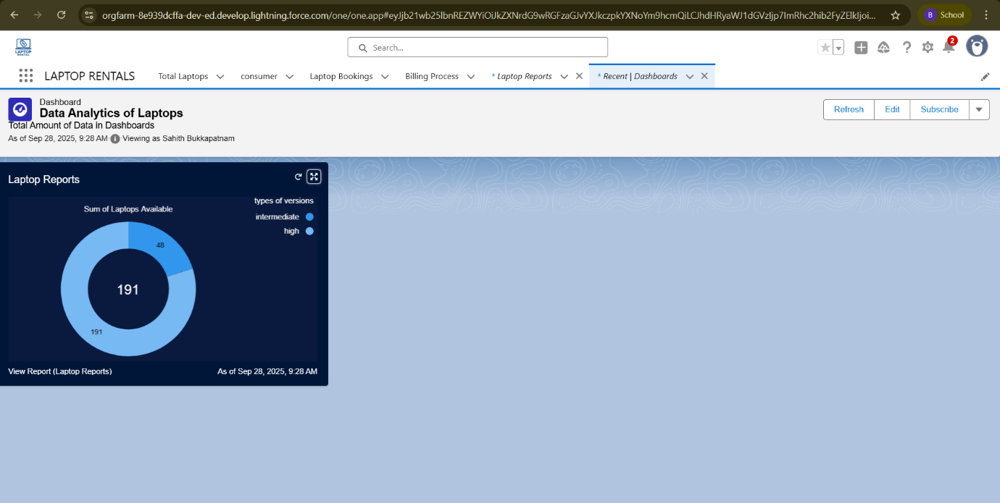 orgfarm-8e939dcffa-dev-ed.develop.lightning.force.com/one/one.app#eyJjb21wb25lbnREZWYiOiJkZXNrdG9wRGFzaGJvYXJkczpkYXNoYm9hcmQiLCJhdHRyaWJ1dGVzIjp7ImRhc2hib2FyZElkIjoi...
B School
LAPTOP
RENTAL
Search...
2
LAPTOP RENTALS Total Laptops consumer Laptop Bookings Billing Process * Laptop Reports * Recent | Dashboards
Dashboard
Data Analytics of Laptops
Total Amount of Data in Dashboards
As of Sep 28, 2025, 9:28 AM Viewing as Sahith Bukkapatnam
Refresh Edit Subscribe
Laptop Reports
types of versions
Sum of Laptops Available
intermediate
high
48
191
191
View Report (Laptop Reports) As of Sep 28, 2025, 9:28 AM